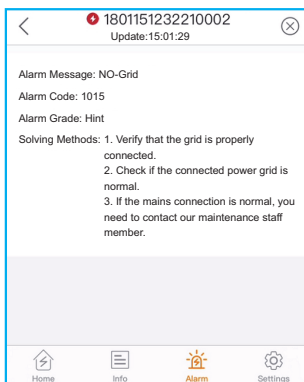 1801151232210002
Update:15:01:29
Alarm Message: NO-Grid
Alarm Code: 1015
Alarm Grade: Hint
Solving Methods: 1. Verify that the grid is properly
connected.
2. Check if the connected power grid is
normal.
3. If the mains connection is normal, you
need to contact our maintenance staff
member.
Home Info Alarm Settings